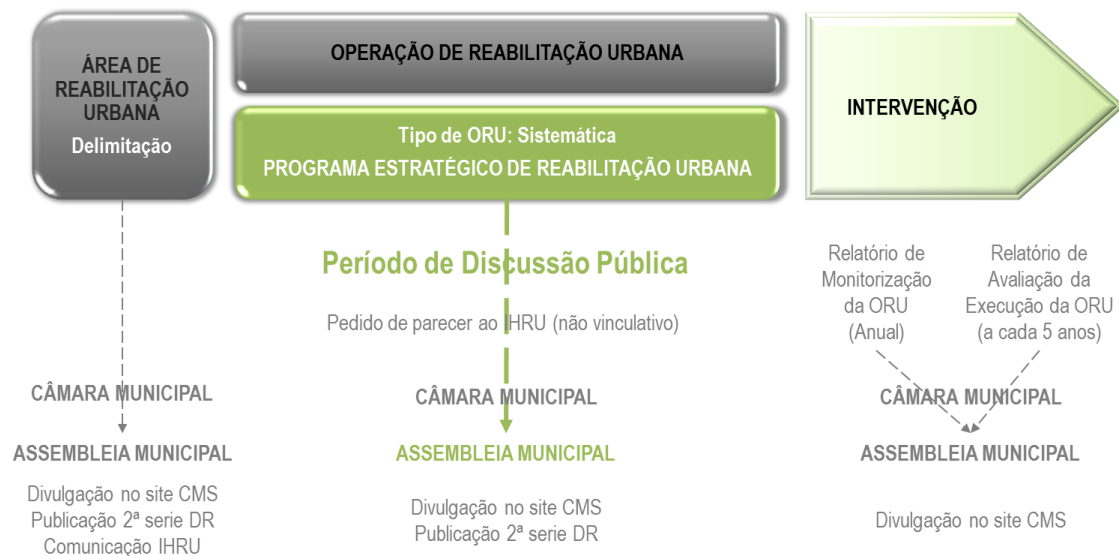 ÁREA DE
REABILITAÇÃO
URBANA
Delimitação
CÂMARA MUNICIPAL
ASSEMBLEIA MUNICIPAL
Divulgação no site CMS
Publicação 2ª serie DR
Comunicação IHRU
OPERAÇÃO DE REABILITAÇÃO URBANA
Tipo de ORU: Sistemática
PROGRAMA ESTRATÉGICO DE REABILITAÇÃO URBANA
Período de Discussão Pública
Pedido de parecer ao IHRU (não vinculativo)
CÂMARA MUNICIPAL
ASSEMBLEIA MUNICIPAL
Divulgação no site CMS
Publicação 2ª serie DR
INTERVENÇÃO
Relatório de
Monitorização
da ORU
(Anual)
Relatório de
Avaliação da
Execução da ORU
(a cada 5 anos)
CÂMARA MUNICIPAL
ASSEMBLEIA MUNICIPAL
Divulgação no site CMS